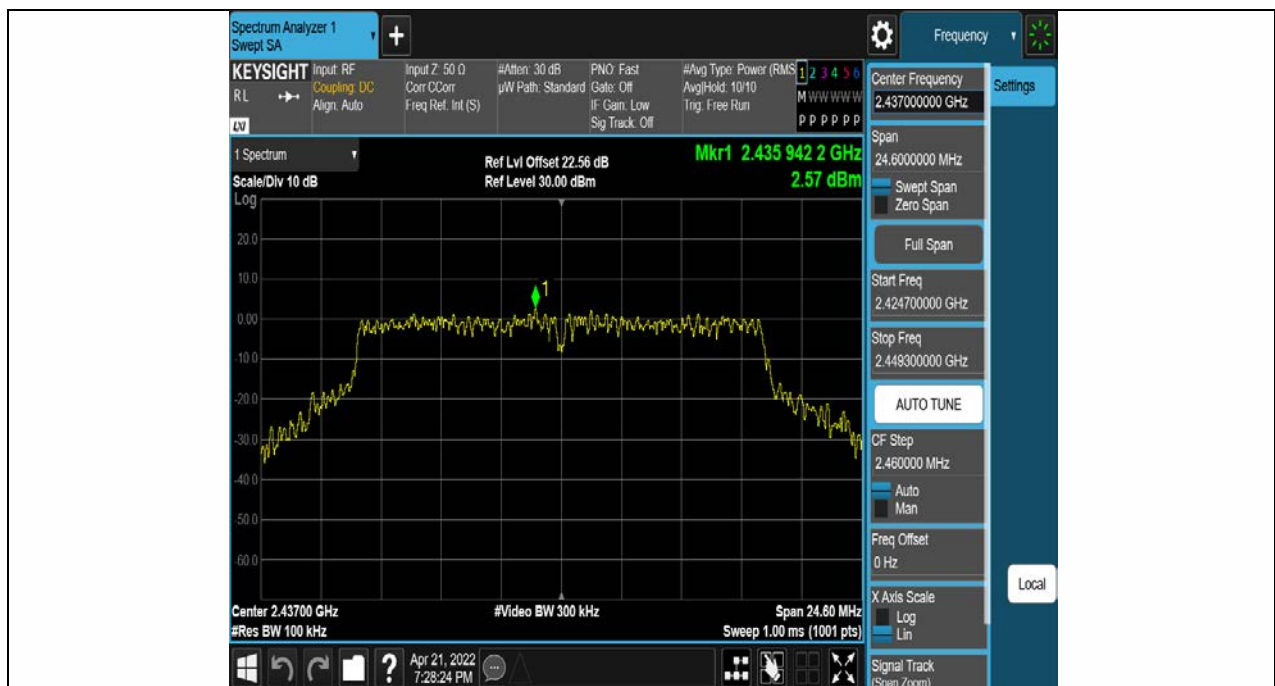 Spectrum Analyzer 1
Swept SA
+
Frequency
KEYSIGHT
RL
LXI
Input: RF
Coupling: DC
Align: Auto
Input Z: 50 Ω
Corr CCorr
Freq Ref: Int (S)
#Atten: 30 dB
µW Path: Standard
PNO: Fast
Gate: Off
IF Gain: Low
Sig Track: Off
#Avg Type: Power (RMS
Avg|Hold: 10/10
Trig: Free Run
1 2 3 4 5 6
M W W W W W
P P P P P P
Center Frequency
2.437000000 GHz
Settings
1 Spectrum
Scale/Div 10 dB
Log
Ref Lvl Offset 22.56 dB
Ref Level 30.00 dBm
Mkr1 2.435 942 2 GHz
2.57 dBm
20.0
10.0
0.00
-10.0
-20.0
-30.0
-40.0
-50.0
-60.0
1
Center 2.43700 GHz
#Res BW 100 kHz
#Video BW 300 kHz
Span 24.60 MHz
Sweep 1.00 ms (1001 pts)
Span
24.6000000 MHz
Swept Span
Zero Span
Full Span
Start Freq
2.424700000 GHz
Stop Freq
2.449300000 GHz
AUTO TUNE
CF Step
2.460000 MHz
Auto
Man
Freq Offset
0 Hz
X Axis Scale
Log
Lin
Signal Track
(Span Zoom)
Local
?
Apr 21, 2022
7:28:24 PM